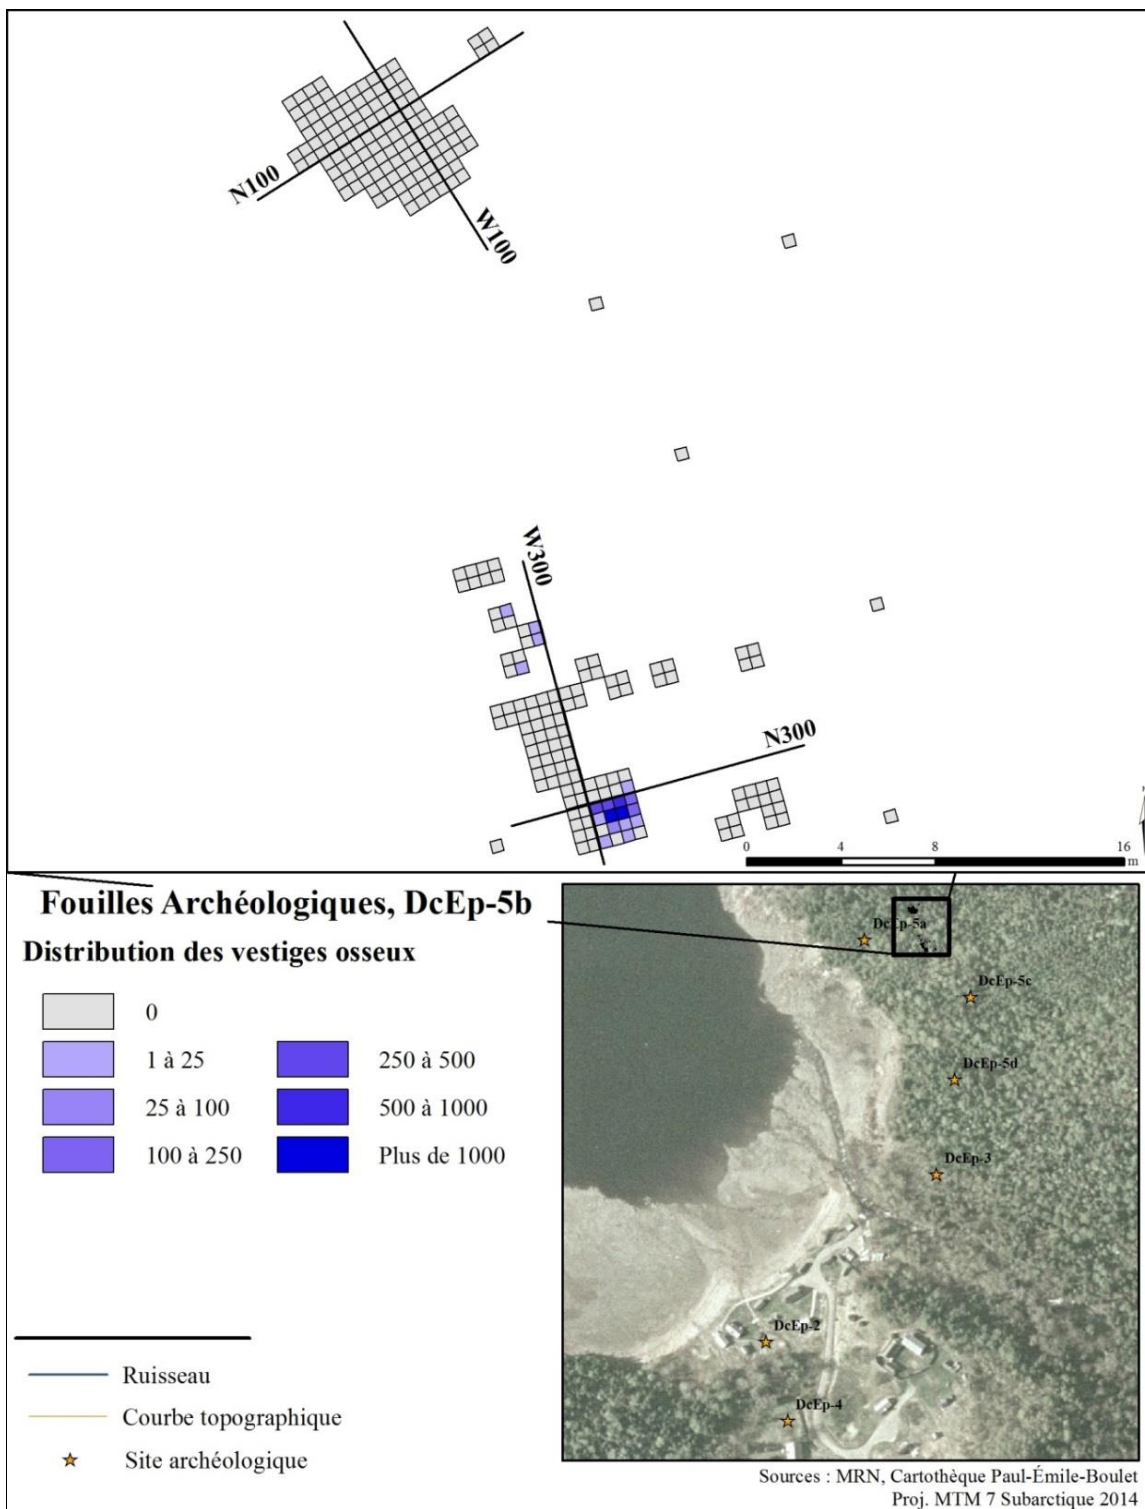 N100
W100
W300
N300
0 4 8 16
m
Fouilles Archéologiques, DcEp-5b
Distribution des vestiges osseux
0
1 à 25
25 à 100
100 à 250
250 à 500
500 à 1000
Plus de 1000
Ruisseau
Courbe topographique
Site archéologique
DcEp-5a
DcEp-5c
DcEp-5d
DcEp-3
DcEp-2
DcEp-4
Sources : MRN, Cartothèque Paul-Émile-Boulet
Proj. MTM 7 Subarctique 2014